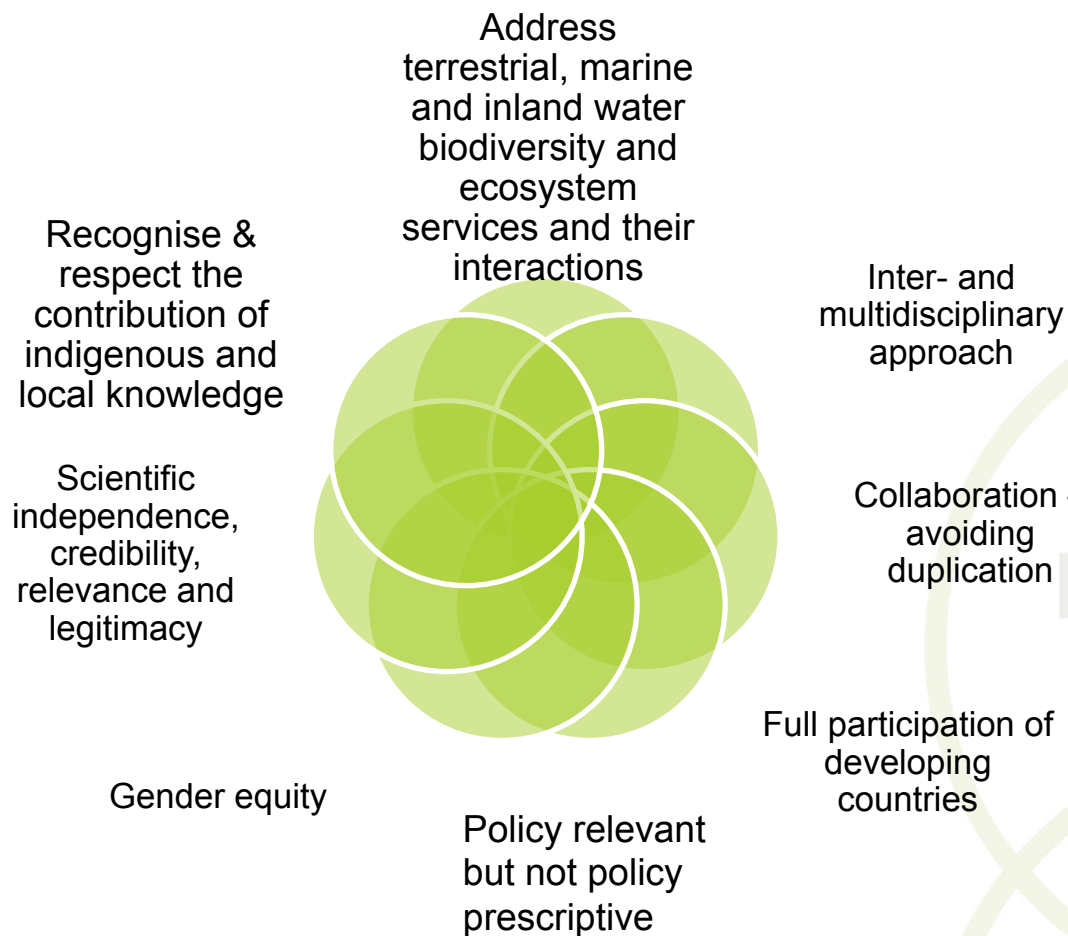 Address
terrestrial, marine
and inland water
biodiversity and
ecosystem
services and their
interactions
Inter- and
multidisciplinary
approach
Collaboration -
avoiding
duplication
Full participation of
developing
countries
Policy relevant
but not policy
prescriptive
Gender equity
Scientific
independence,
credibility,
relevance and
legitimacy
Recognise &
respect the
contribution of
indigenous and
local knowledge